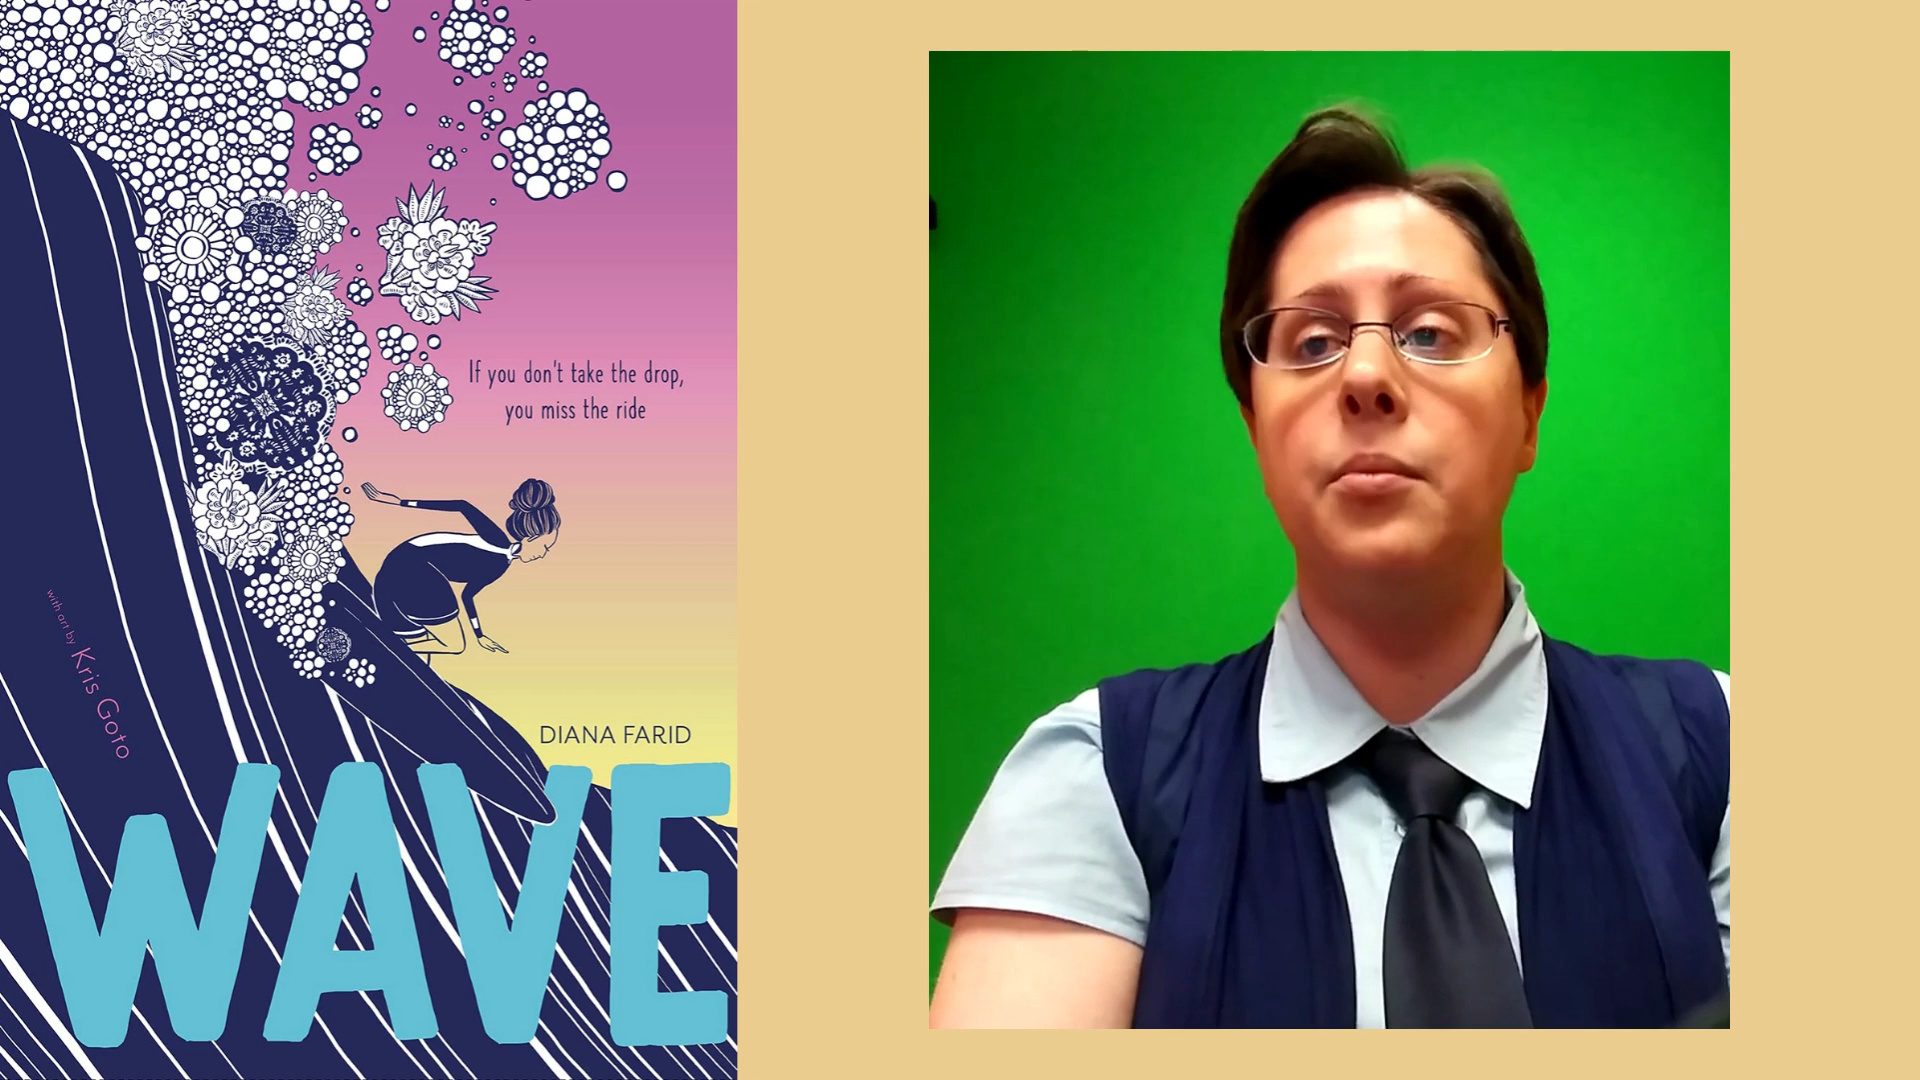 If you don't take the drop,
you miss the ride
with art by Kris Goto
DIANA FARID
WAVE